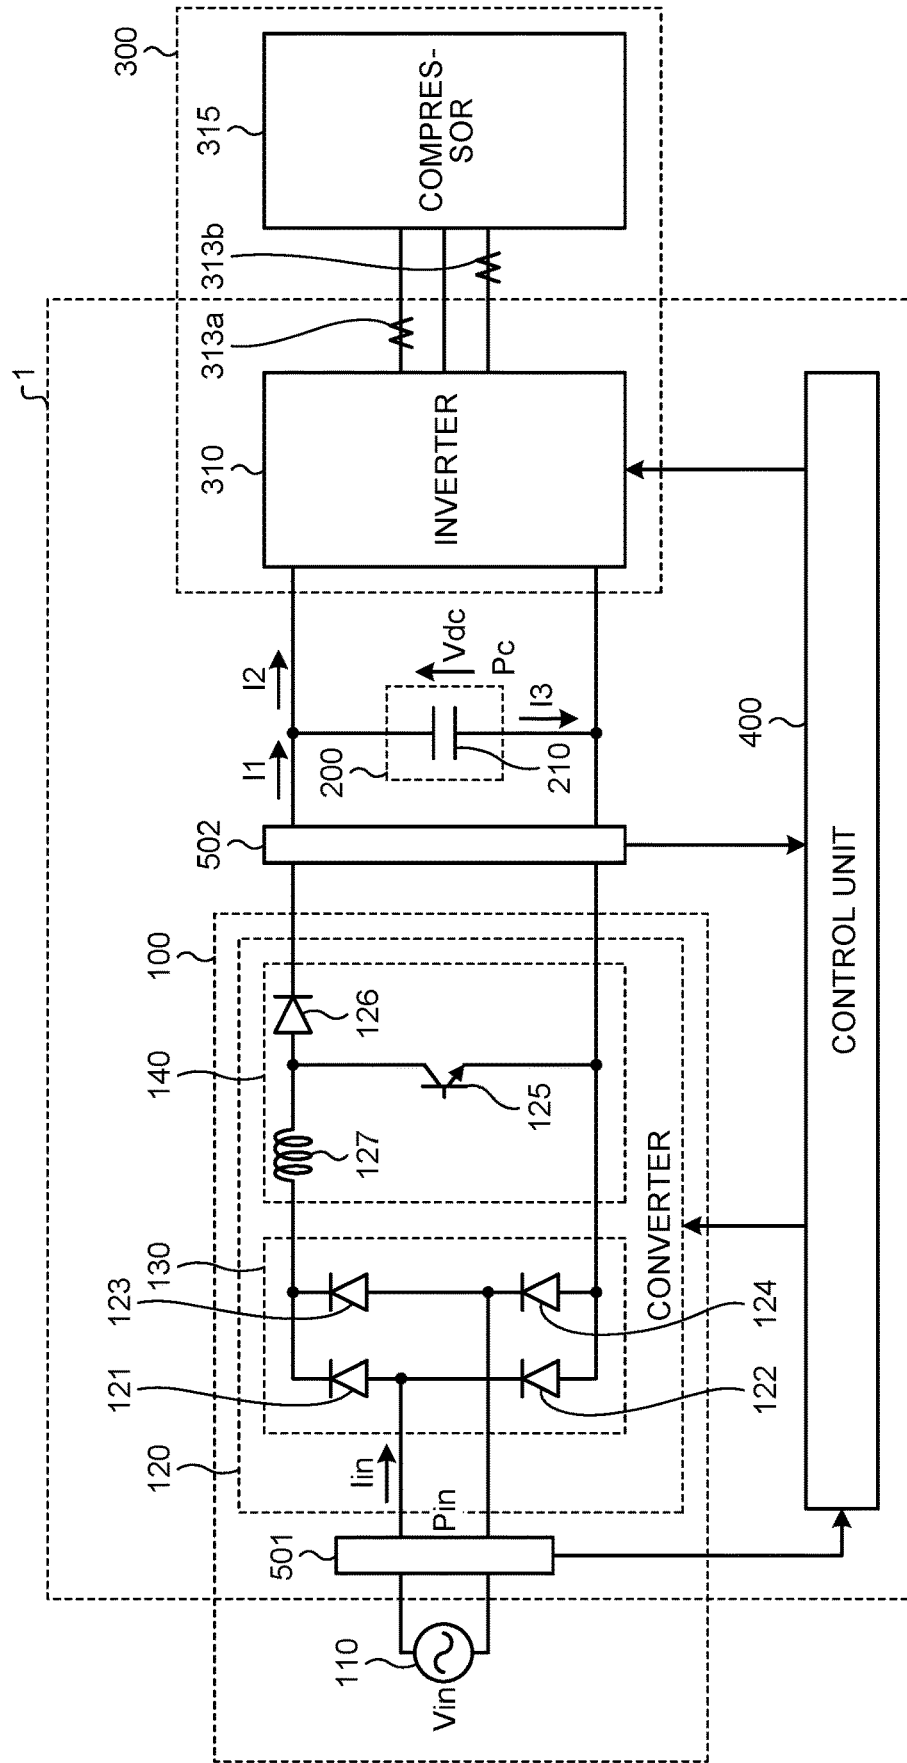 1
300
100
120
130
140
502
200
310
315
313a
313b
121
123
127
126
125
122
124
110
Vin
501
Iin
Pin
I1
I2
I3
Vdc
Pc
210
400
CONVERTER
INVERTER
COMPRES-
SOR
CONTROL UNIT